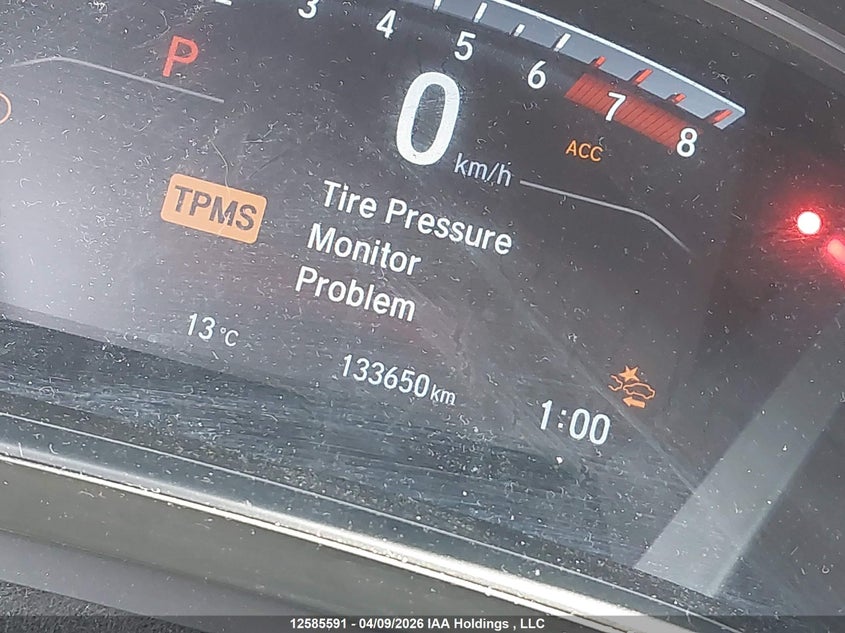 2 3 4 5 6 7 8
P
0 km/h
ACC
TPMS
Tire Pressure
Monitor
Problem
13°C
133650km
1:00
12585591 - 04/09/2026 IAA Holdings , LLC